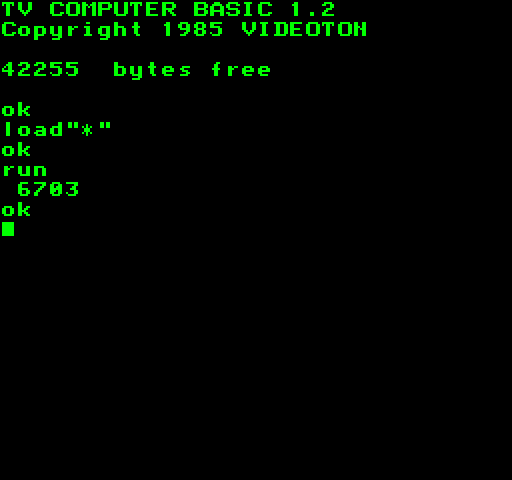 TV COMPUTER BASIC 1.2
Copyright 1985 VIDEOTON
42255  bytes free
ok
load"*"
ok
run
 6703
ok